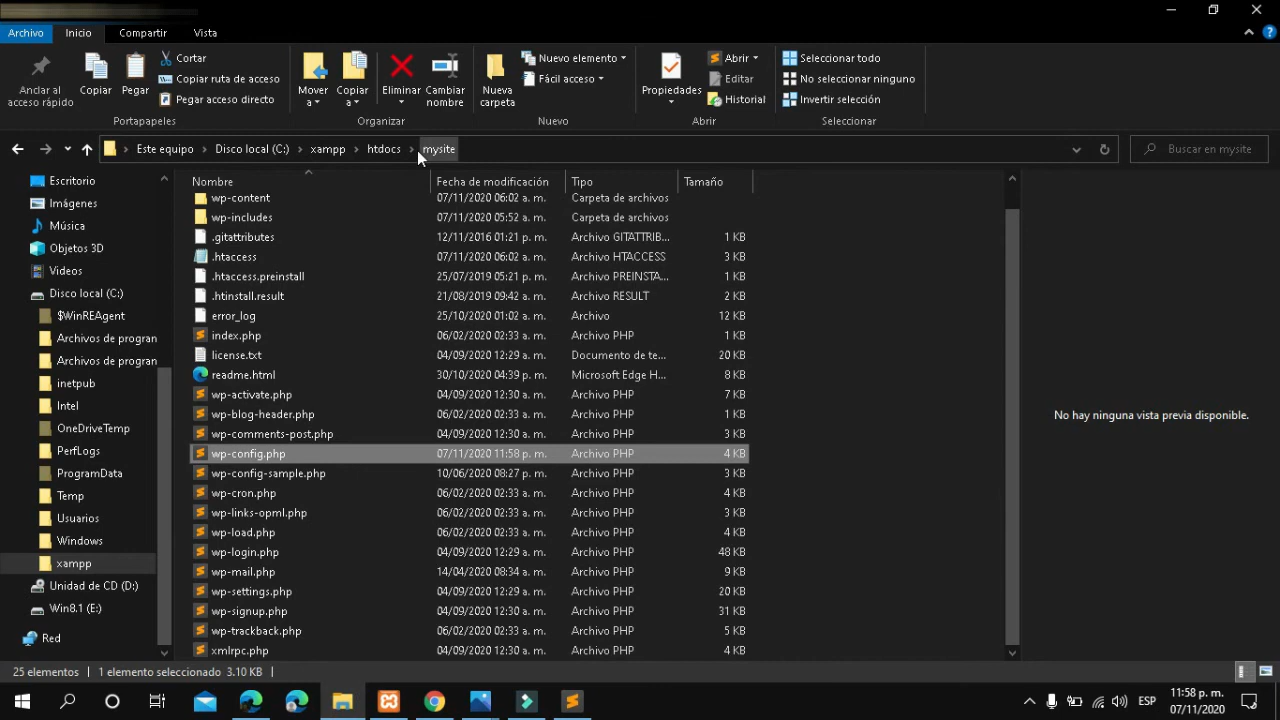 Archivo Inicio Compartir Vista
Anclar al acceso rápido
Copiar
Pegar
Cortar
Copiar ruta de acceso
Pegar acceso directo
Portapapeles
Mover a
Copiar a
Eliminar
Cambiar nombre
Organizar
Nueva carpeta
Nuevo elemento
Fácil acceso
Nuevo
Propiedades
Abrir
Editar
Historial
Abrir
Seleccionar todo
No seleccionar ninguno
Invertir selección
Seleccionar
Este equipo > Disco local (C:) > xampp > htdocs > mysite
Buscar en mysite
Escritorio
Imágenes
Música
Objetos 3D
Videos
Disco local (C:)
$WinREAgent
Archivos de progran
Archivos de progran
inetpub
Intel
OneDriveTemp
PerfLogs
ProgramData
Temp
Usuarios
Windows
xampp
Unidad de CD (D:)
Win8.1 (E:)
Red
Nombre Fecha de modificación Tipo Tamaño
wp-content 07/11/2020 06:02 a. m. Carpeta de archivos
wp-includes 07/11/2020 05:52 a. m. Carpeta de archivos
.gitattributes 12/11/2016 01:21 p. m. Archivo GITATTRIB... 1 KB
.htaccess 07/11/2020 06:02 a. m. Archivo HTACCESS 3 KB
.htaccess.preinstall 25/07/2019 05:21 p. m. Archivo PREINSTA... 1 KB
.htinstall.result 21/08/2019 09:42 a. m. Archivo RESULT 2 KB
error_log 25/10/2020 01:02 a. m. Archivo 12 KB
index.php 06/02/2020 02:33 a. m. Archivo PHP 1 KB
license.txt 04/09/2020 12:29 a. m. Documento de te... 20 KB
readme.html 30/10/2020 04:39 p. m. Microsoft Edge H... 8 KB
wp-activate.php 04/09/2020 12:30 a. m. Archivo PHP 7 KB
wp-blog-header.php 06/02/2020 02:33 a. m. Archivo PHP 1 KB
wp-comments-post.php 04/09/2020 12:30 a. m. Archivo PHP 3 KB
wp-config.php 07/11/2020 11:58 p. m. Archivo PHP 4 KB
wp-config-sample.php 10/06/2020 08:27 p. m. Archivo PHP 3 KB
wp-cron.php 06/02/2020 02:33 a. m. Archivo PHP 4 KB
wp-links-opml.php 06/02/2020 02:33 a. m. Archivo PHP 3 KB
wp-load.php 06/02/2020 02:33 a. m. Archivo PHP 4 KB
wp-login.php 04/09/2020 12:29 a. m. Archivo PHP 48 KB
wp-mail.php 14/04/2020 08:34 a. m. Archivo PHP 9 KB
wp-settings.php 04/09/2020 12:29 a. m. Archivo PHP 20 KB
wp-signup.php 04/09/2020 12:30 a. m. Archivo PHP 31 KB
wp-trackback.php 06/02/2020 02:33 a. m. Archivo PHP 5 KB
xmlrpc.php 04/09/2020 12:30 a. m. Archivo PHP 4 KB
No hay ninguna vista previa disponible.
25 elementos 1 elemento seleccionado 3.10 KB
ESP
11:58 p. m.
07/11/2020